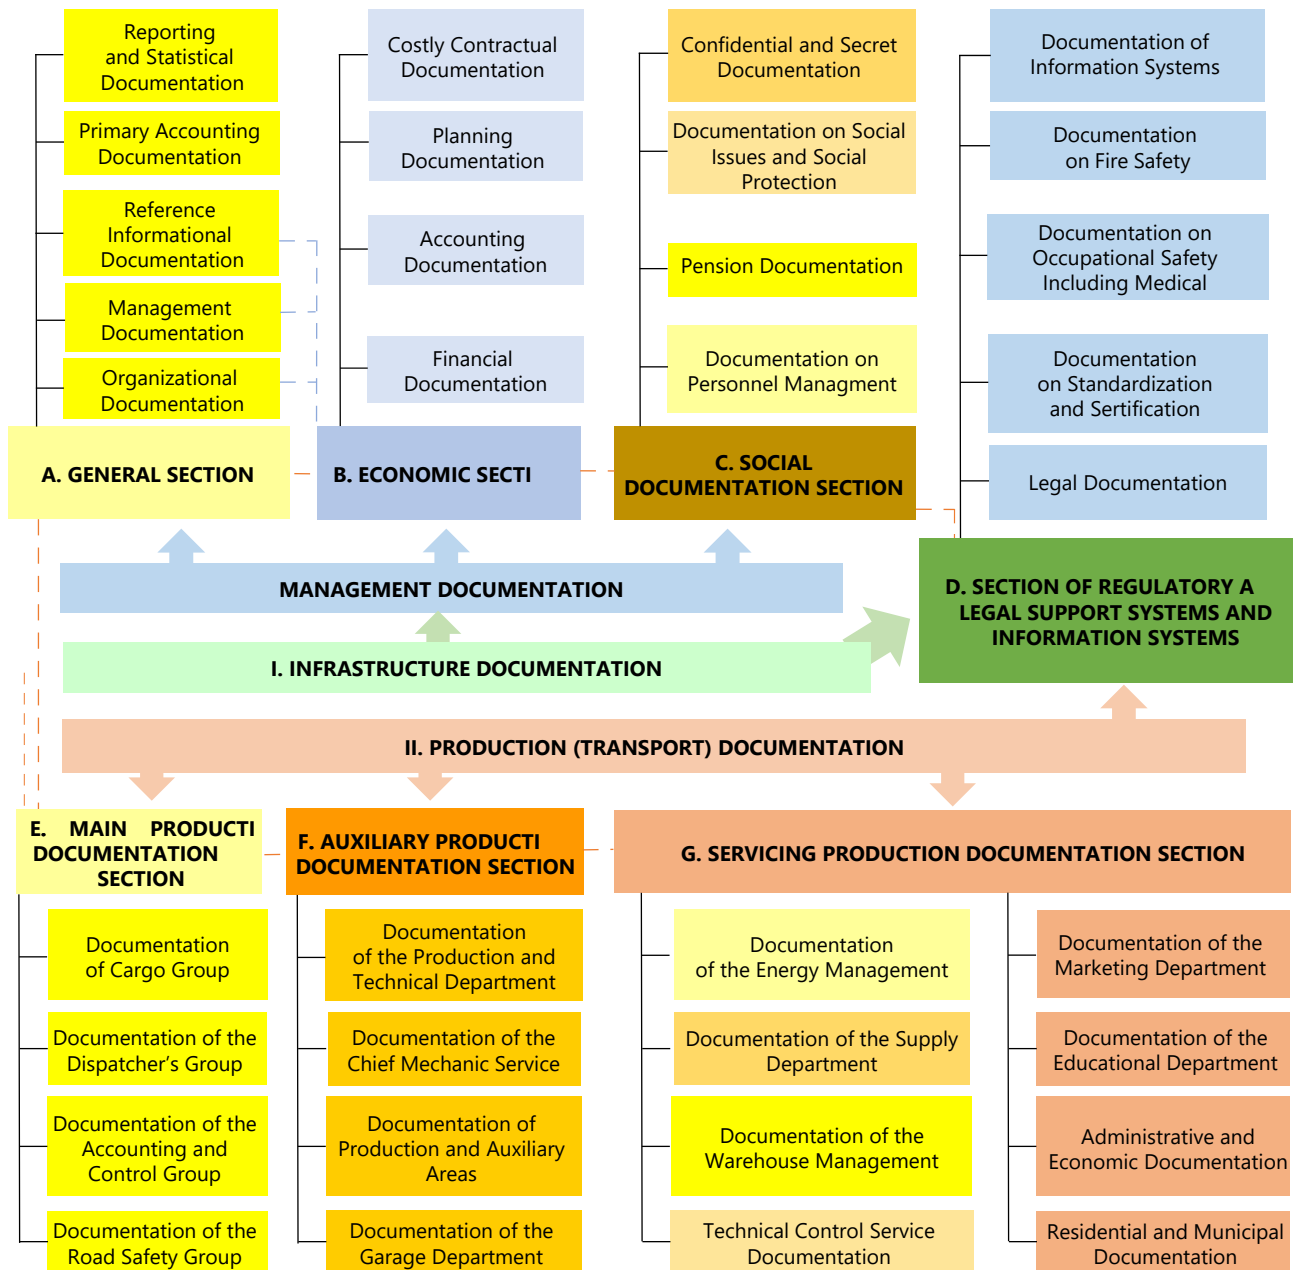 Reporting
and Statistical
Documentation
Primary Accounting
Documentation
Reference
Informational
Documentation
Management
Documentation
Organizational
Documentation
A. GENERAL SECTION
Costly Contractual
Documentation
Planning
Documentation
Accounting
Documentation
Financial
Documentation
B. ECONOMIC SECTI
Confidential and Secret
Documentation
Documentation on Social
Issues and Social
Protection
Pension Documentation
Documentation on
Personnel Managment
C. SOCIAL
DOCUMENTATION SECTION
Documentation of
Information Systems
Documentation
on Fire Safety
Documentation on
Occupational Safety
Including Medical
Documentation
on Standardization
and Sertification
Legal Documentation
D. SECTION OF REGULATORY A
LEGAL SUPPORT SYSTEMS AND
INFORMATION SYSTEMS
MANAGEMENT DOCUMENTATION
I. INFRASTRUCTURE DOCUMENTATION
II. PRODUCTION (TRANSPORT) DOCUMENTATION
E. MAIN PRODUCTI
DOCUMENTATION
SECTION
Documentation
of Cargo Group
Documentation of the
Dispatcher's Group
Documentation of the
Accounting and
Control Group
Documentation of the
Road Safety Group
F. AUXILIARY PRODUCTI
DOCUMENTATION SECTION
Documentation
of the Production and
Technical Department
Documentation of the
Chief Mechanic Service
Documentation of
Production and Auxiliary
Areas
Documentation of the
Garage Department
G. SERVICING PRODUCTION DOCUMENTATION SECTION
Documentation
of the Energy Management
Documentation of the Supply
Department
Documentation of the
Warehouse Management
Technical Control Service
Documentation
Documentation of the
Marketing Department
Documentation of the
Educational Department
Administrative and
Economic Documentation
Residential and Municipal
Documentation